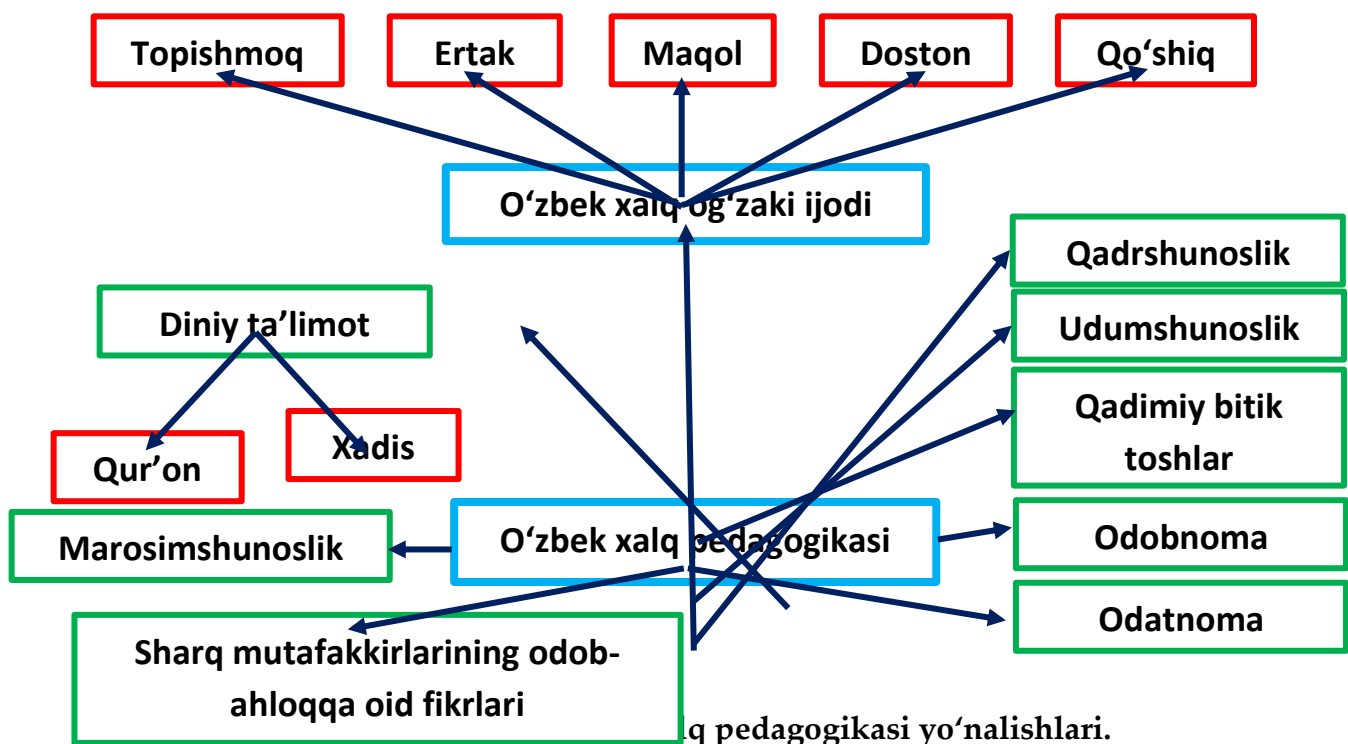 Topishmoq
Ertak
Maqol
Doston
Qo‘shiq
O‘zbek xalq og‘zaki ijodi
Qadrshunoslik
Diniy ta’limot
Udumshunoslik
Qadimiy bitik
toshlar
Xadis
Qur’on
Marosimshunoslik
O‘zbek xalq pedagogikasi
Odobnoma
Odatnoma
Sharq mutafakkirlarining odob-
ahloqqa oid fikrlari
lq pedagogikasi yo‘nalishlari.